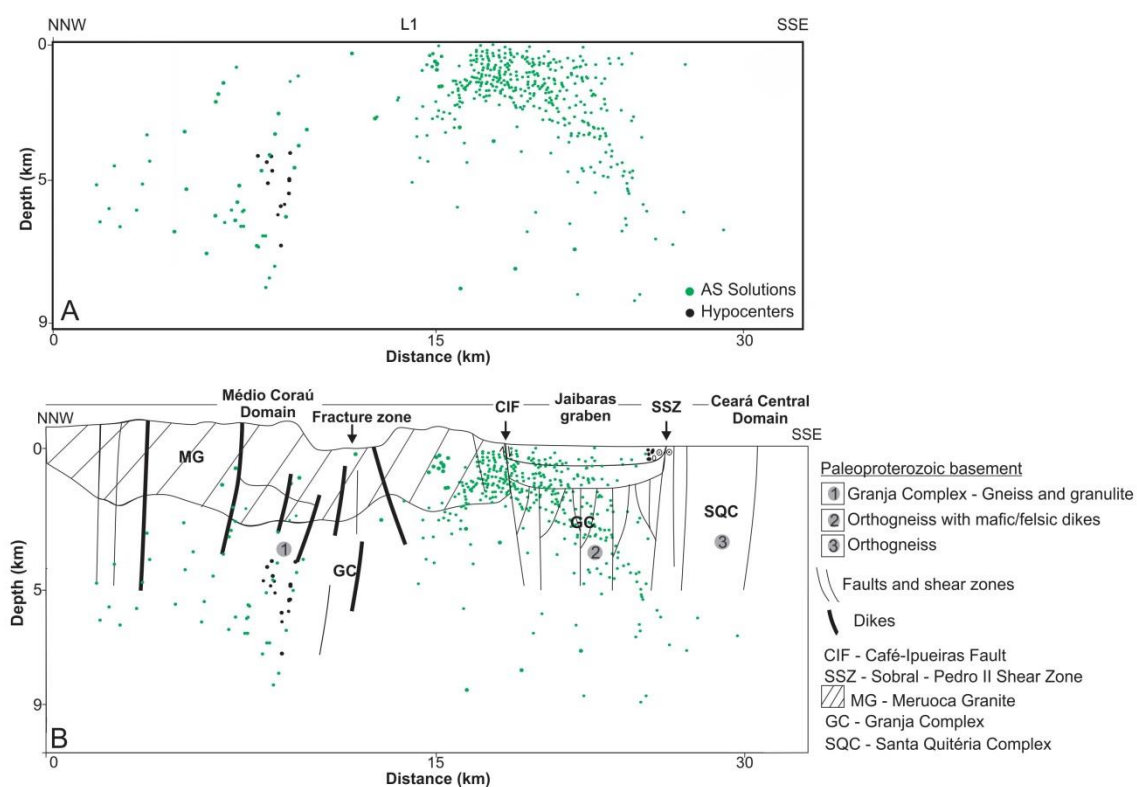 NNW L1 SSE
0
5
9
Depth (km)
A
AS Solutions
Hypocenters
0 15 30
Distance (km)
Médio Coraú
Domain
Fracture zone
CIF
Jaibaras
graben
SSZ
Ceará Central
Domain
NNW
SSE
0
5
9
Depth (km)
MG
1
GC
GC
2
SQC
3
B
0 15 30
Distance (km)
Paleoproterozoic basement
1 Granja Complex - Gneiss and granulite
2 Orthogneiss with mafic/felsic dikes
3 Orthogneiss
Faults and shear zones
Dikes
CIF - Café-Ipueiras Fault
SSZ - Sobral - Pedro II Shear Zone
MG - Meruoca Granite
GC - Granja Complex
SQC - Santa Quitéria Complex